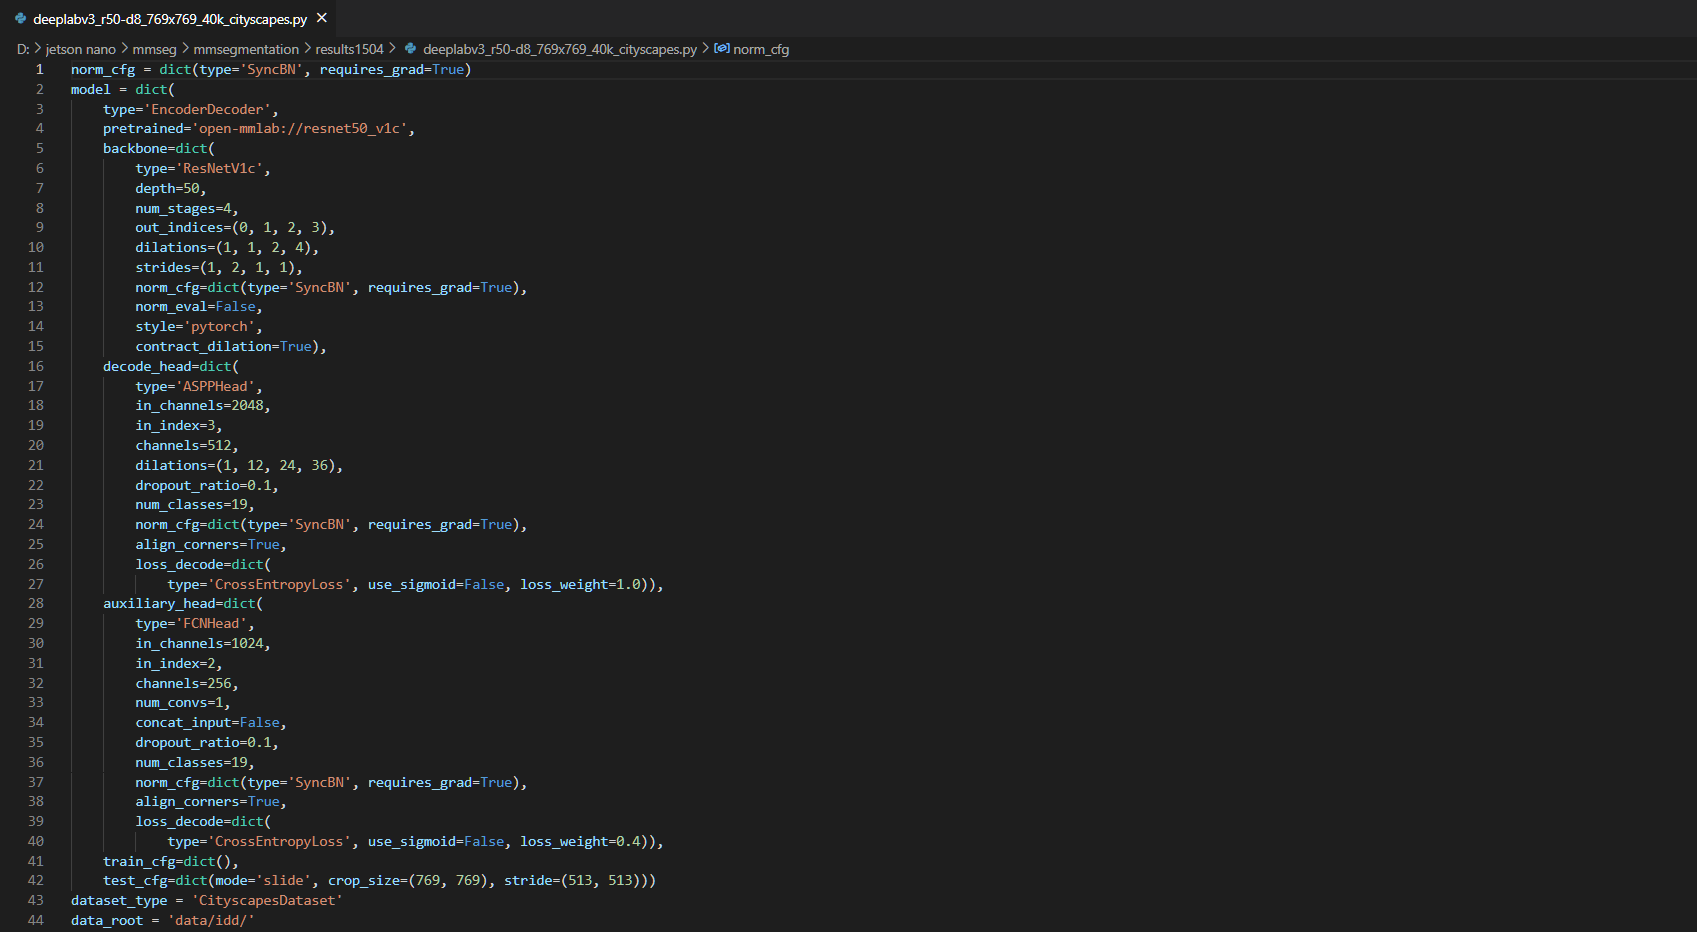 deeplabv3_r50-d8_769x769_40k_cityscapes.py ×
D: > jetson nano > mmseg > mmsegmentation > results1504 > deeplabv3_r50-d8_769x769_40k_cityscapes.py > norm_cfg
1 norm_cfg = dict(type='SyncBN', requires_grad=True)
2 model = dict(
3     type='EncoderDecoder',
4     pretrained='open-mmlab://resnet50_v1c',
5     backbone=dict(
6         type='ResNetV1c',
7         depth=50,
8         num_stages=4,
9         out_indices=(0, 1, 2, 3),
10         dilations=(1, 1, 2, 4),
11         strides=(1, 2, 1, 1),
12         norm_cfg=dict(type='SyncBN', requires_grad=True),
13         norm_eval=False,
14         style='pytorch',
15         contract_dilation=True),
16     decode_head=dict(
17         type='ASPPHead',
18         in_channels=2048,
19         in_index=3,
20         channels=512,
21         dilations=(1, 12, 24, 36),
22         dropout_ratio=0.1,
23         num_classes=19,
24         norm_cfg=dict(type='SyncBN', requires_grad=True),
25         align_corners=True,
26         loss_decode=dict(
27             type='CrossEntropyLoss', use_sigmoid=False, loss_weight=1.0)),
28     auxiliary_head=dict(
29         type='FCNHead',
30         in_channels=1024,
31         in_index=2,
32         channels=256,
33         num_convs=1,
34         concat_input=False,
35         dropout_ratio=0.1,
36         num_classes=19,
37         norm_cfg=dict(type='SyncBN', requires_grad=True),
38         align_corners=True,
39         loss_decode=dict(
40             type='CrossEntropyLoss', use_sigmoid=False, loss_weight=0.4)),
41     train_cfg=dict(),
42     test_cfg=dict(mode='slide', crop_size=(769, 769), stride=(513, 513)))
43 dataset_type = 'CityscapesDataset'
44 data_root = 'data/idd/'